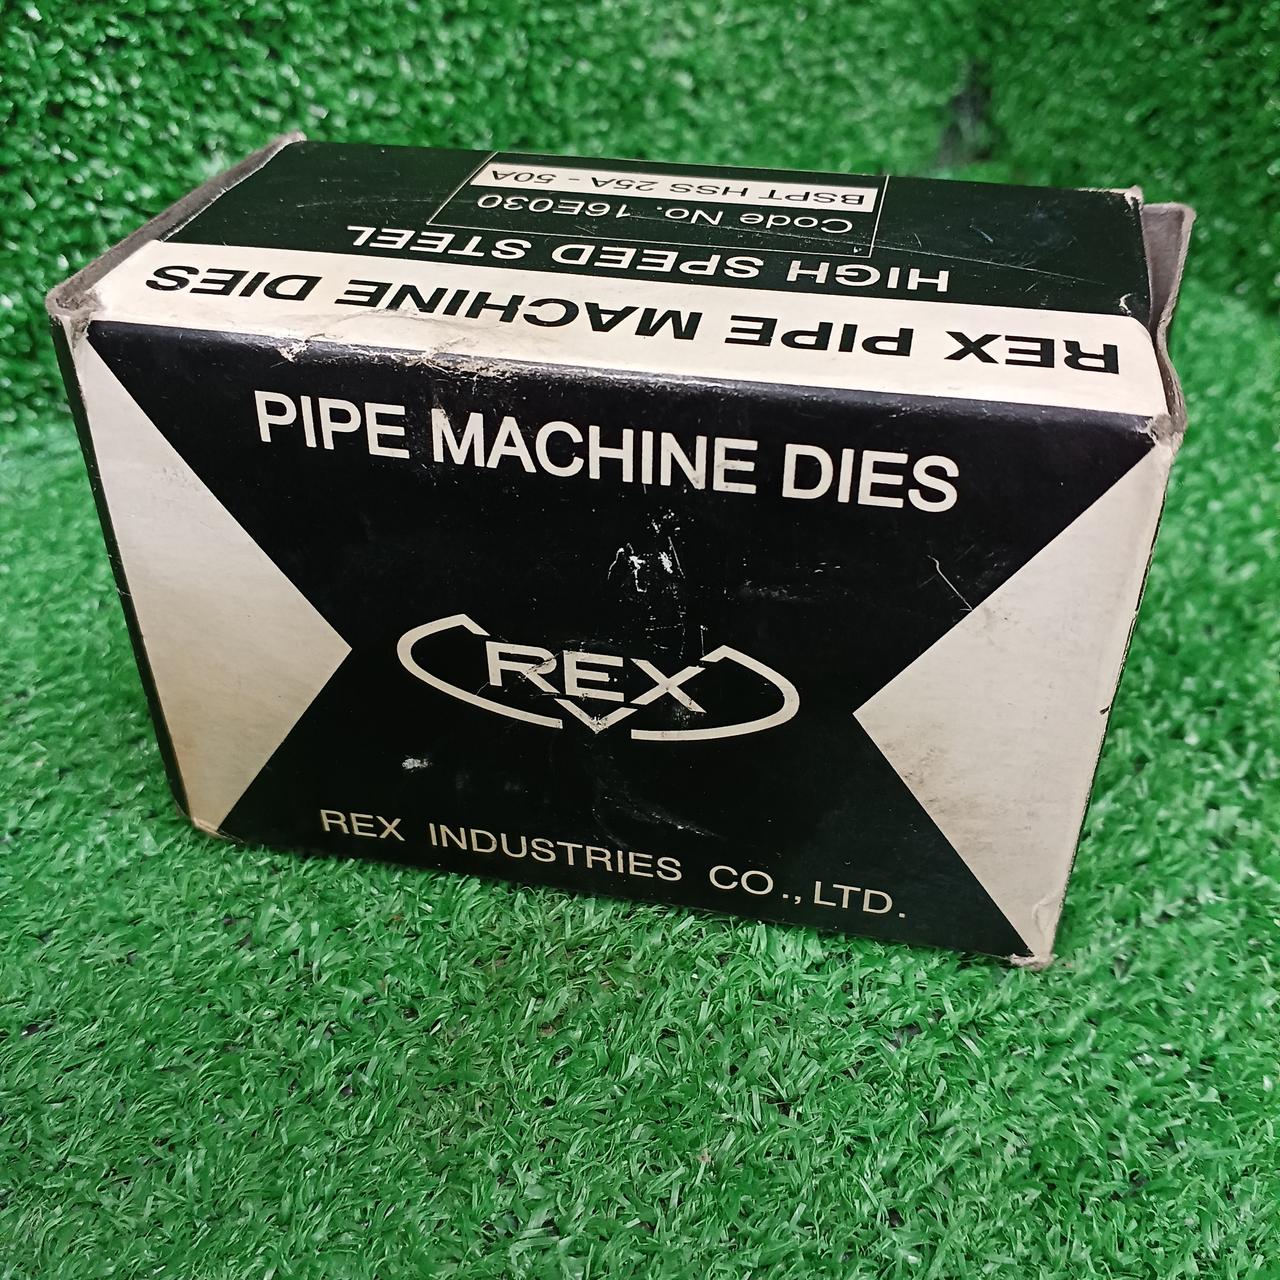 PIPE MACHINE DIES
REX
REX INDUSTRIES CO., LTD.
REX PIPE MACHINE DIES
HIGH SPEED STEEL
Code No. 16E030
BSPT HSS 25A - 50A